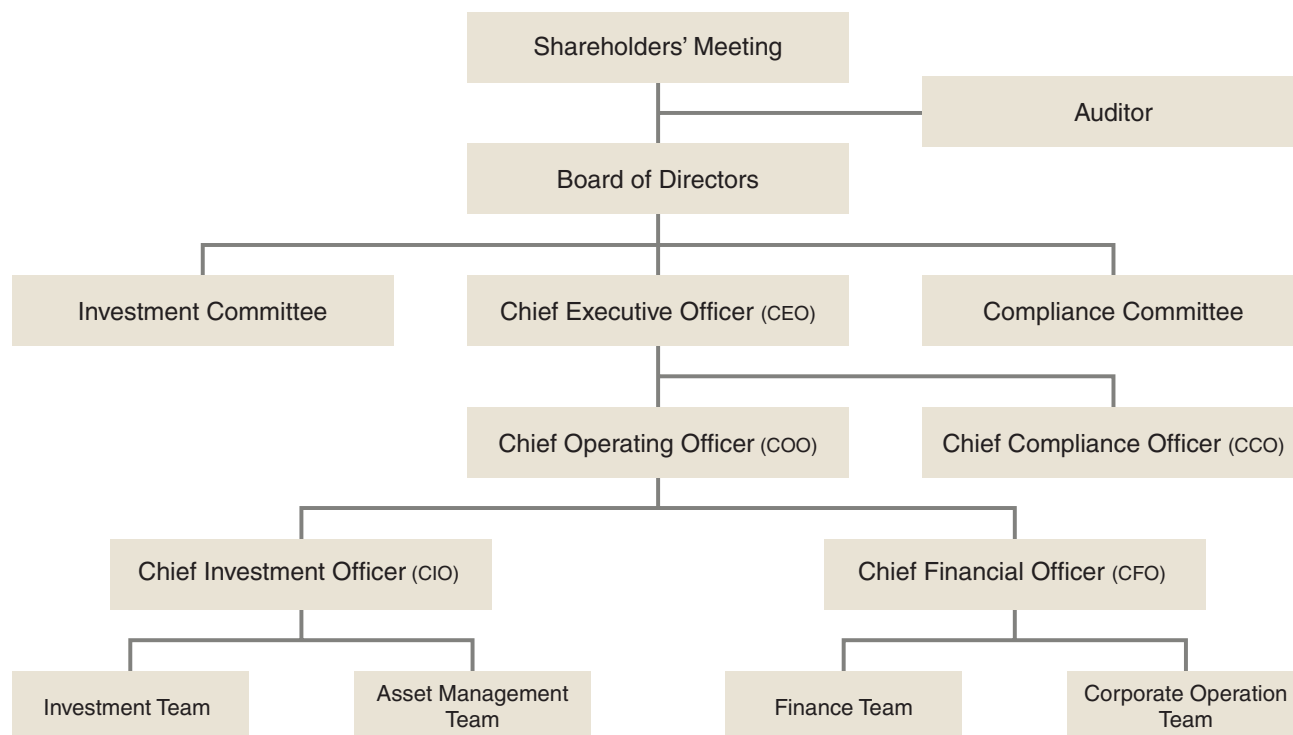 Shareholders’ Meeting
Auditor
Board of Directors
Investment Committee
Chief Executive Officer (CEO)
Compliance Committee
Chief Operating Officer (COO)
Chief Compliance Officer (CCO)
Chief Investment Officer (CIO)
Chief Financial Officer (CFO)
Investment Team
Asset Management
Team
Finance Team
Corporate Operation
Team